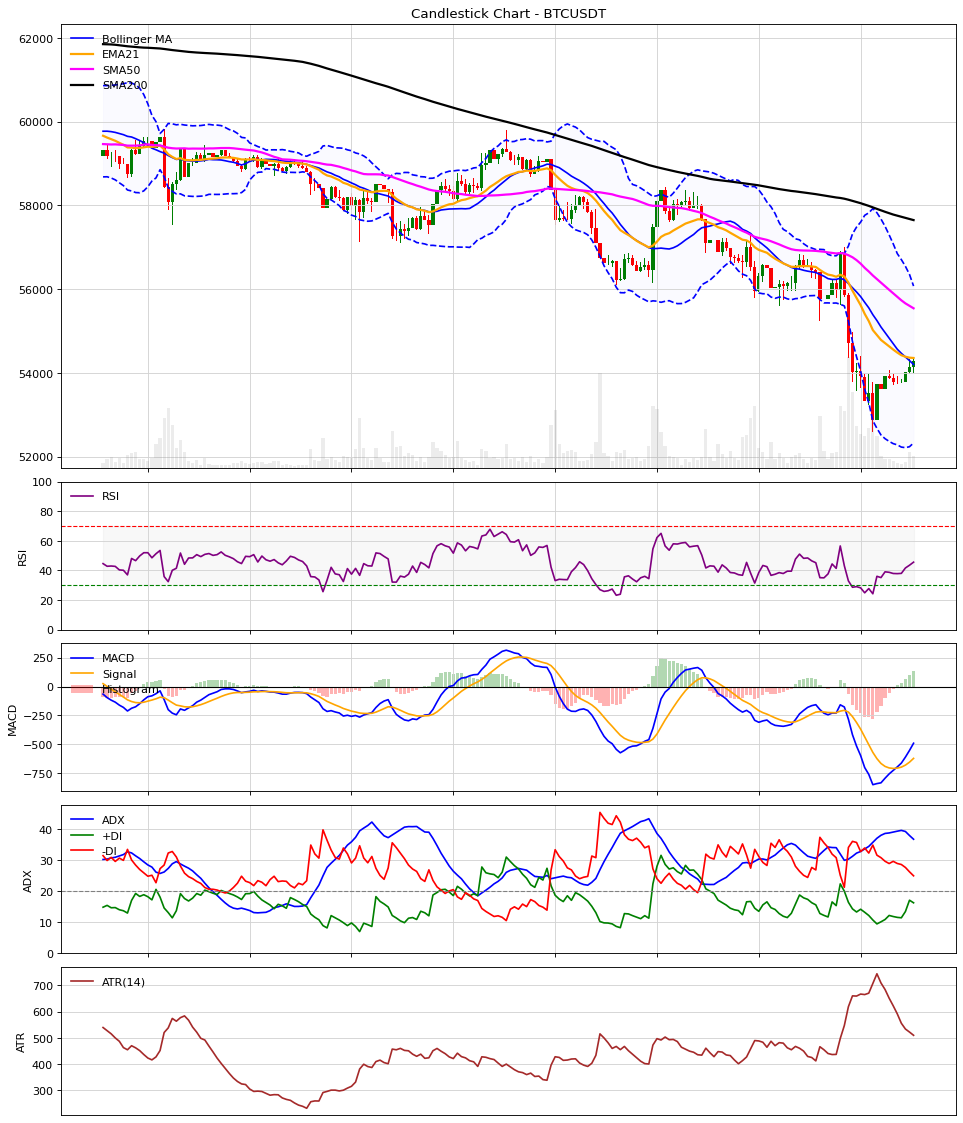 Candlestick Chart - BTCUSDT
62000
60000
58000
56000
54000
52000
Bollinger MA
EMA21
SMA50
SMA200
100
80
60
40
20
0
RSI
RSI
250
0
−250
−500
−750
MACD
MACD
Signal
Histogram
40
30
20
10
0
ADX
ADX
+DI
-DI
700
600
500
400
300
ATR
ATR(14)